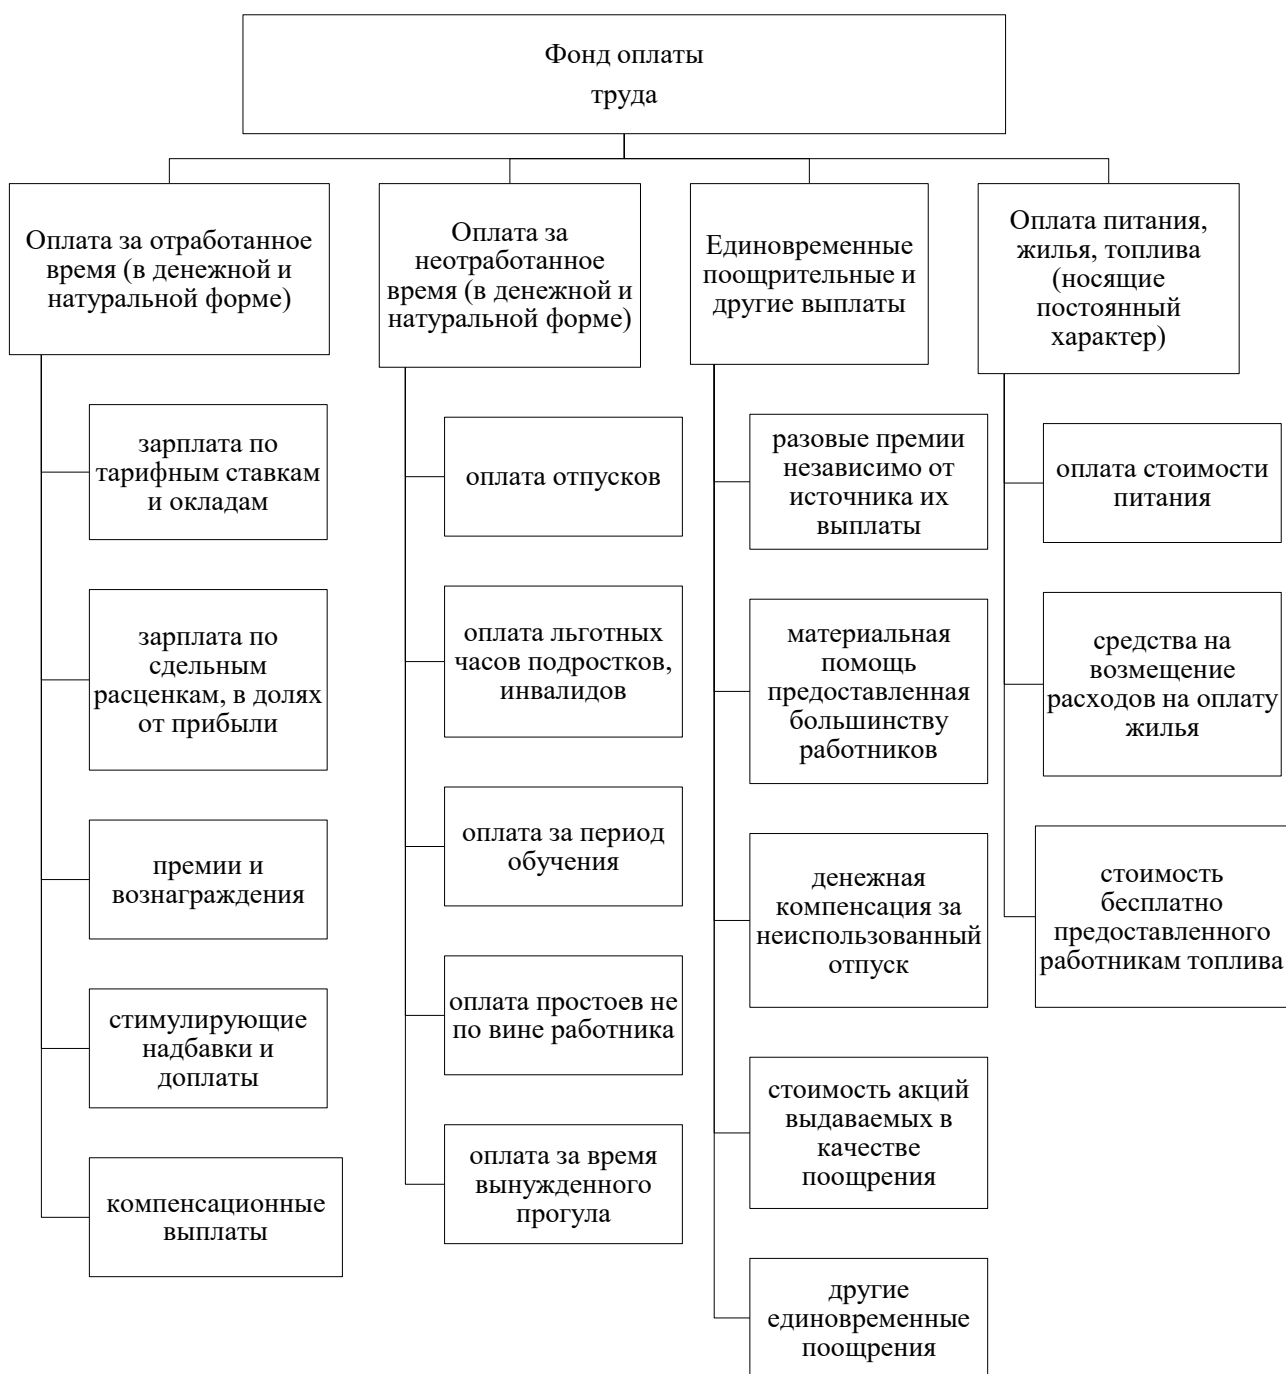 Фонд оплаты
труда
Оплата за отработанное
время (в денежной и
натуральной форме)
зарплата по
тарифным ставкам
и окладам
зарплата по
сдельным
расценкам, в долях
от прибыли
премии и
вознаграждения
стимулирующие
надбавки и
доплаты
компенсационные
выплаты
Оплата за
неотработанное
время (в денежной и
натуральной форме)
оплата отпусков
оплата льготных
часов подростков,
инвалидов
оплата за период
обучения
оплата простоев не
по вине работника
оплата за время
вынужденного
прогула
Единовременные
поощрительные и
другие выплаты
разовые премии
независимо от
источника их
выплаты
материальная
помощь
предоставленная
большинству
работников
денежная
компенсация за
неиспользованный
отпуск
стоимость акций
выдаваемых в
качестве
поощрения
другие
единовременные
поощрения
Оплата питания,
жилья, топлива
(носящие
постоянный
характер)
оплата стоимости
питания
средства на
возмещение
расходов на оплату
жилья
стоимость
бесплатно
предоставленного
работникам топлива